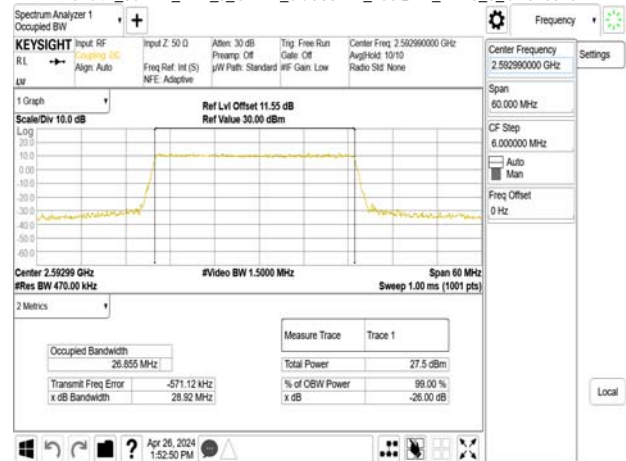 Spectrum Analyzer 1
Occupied BW
Frequency
KEYSIGHT
RL
LV
Input: RF
Coupling: DC
Align: Auto
Input Z: 50 Ω
Freq Ref: Int (S)
NFE: Adaptive
Atten: 30 dB
Preamp: Off
µW Path: Standard
Trig: Free Run
Gate: Off
#IF Gain: Low
Center Freq: 2.592990000 GHz
Avg|Hold: 10/10
Radio Std: None
Center Frequency
2.592990000 GHz
Settings
Span
60.000 MHz
CF Step
6.000000 MHz
Auto
Man
Freq Offset
0 Hz
Local
1 Graph
Scale/Div 10.0 dB
Ref Lvl Offset 11.55 dB
Ref Value 30.00 dBm
Log
20.0
10.0
0.00
-10.0
-20.0
-30.0
-40.0
-50.0
-60.0
Center 2.59299 GHz
#Video BW 1.5000 MHz
Span 60 MHz
#Res BW 470.00 kHz
Sweep 1.00 ms (1001 pts)
2 Metrics
Measure Trace Trace 1
Occupied Bandwidth
26.855 MHz
Total Power 27.5 dBm
Transmit Freq Error -571.12 kHz
% of OBW Power 99.00 %
x dB Bandwidth 28.92 MHz
x dB -26.00 dB
Apr 26, 2024
1:52:50 PM